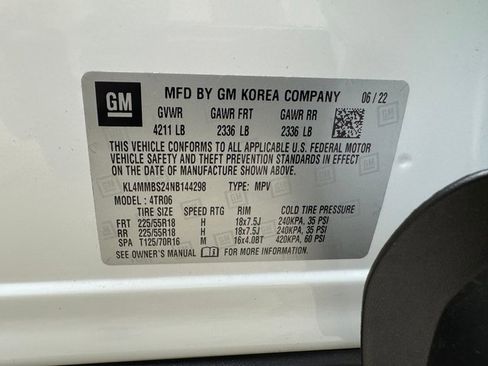 GM MFD BY GM KOREA COMPANY 06 / 22
GVWR GAWR FRT GAWR RR
4211 LB 2336 LB 2336 LB
THIS VEHICLE CONFORMS TO ALL APPLICABLE U.S. FEDERAL MOTOR
VEHICLE SAFETY AND THEFT PREVENTION STANDARDS IN EFFECT
ON THE DATE OF MANUFACTURE SHOWN ABOVE.
KL4MMBS24NB144298 TYPE: MPV
MODEL: 4TR06
TIRE SIZE SPEED RTG RIM COLD TIRE PRESSURE
FRT 225/55R18 H 18x7.5J 240KPA, 35 PSI
RR 225/55R18 H 18x7.5J 240KPA, 35 PSI
SPA T125/70R16 M 16x4.0BT 420KPA, 60 PSI
SEE OWNER'S MANUAL FOR MORE INFORMATION.